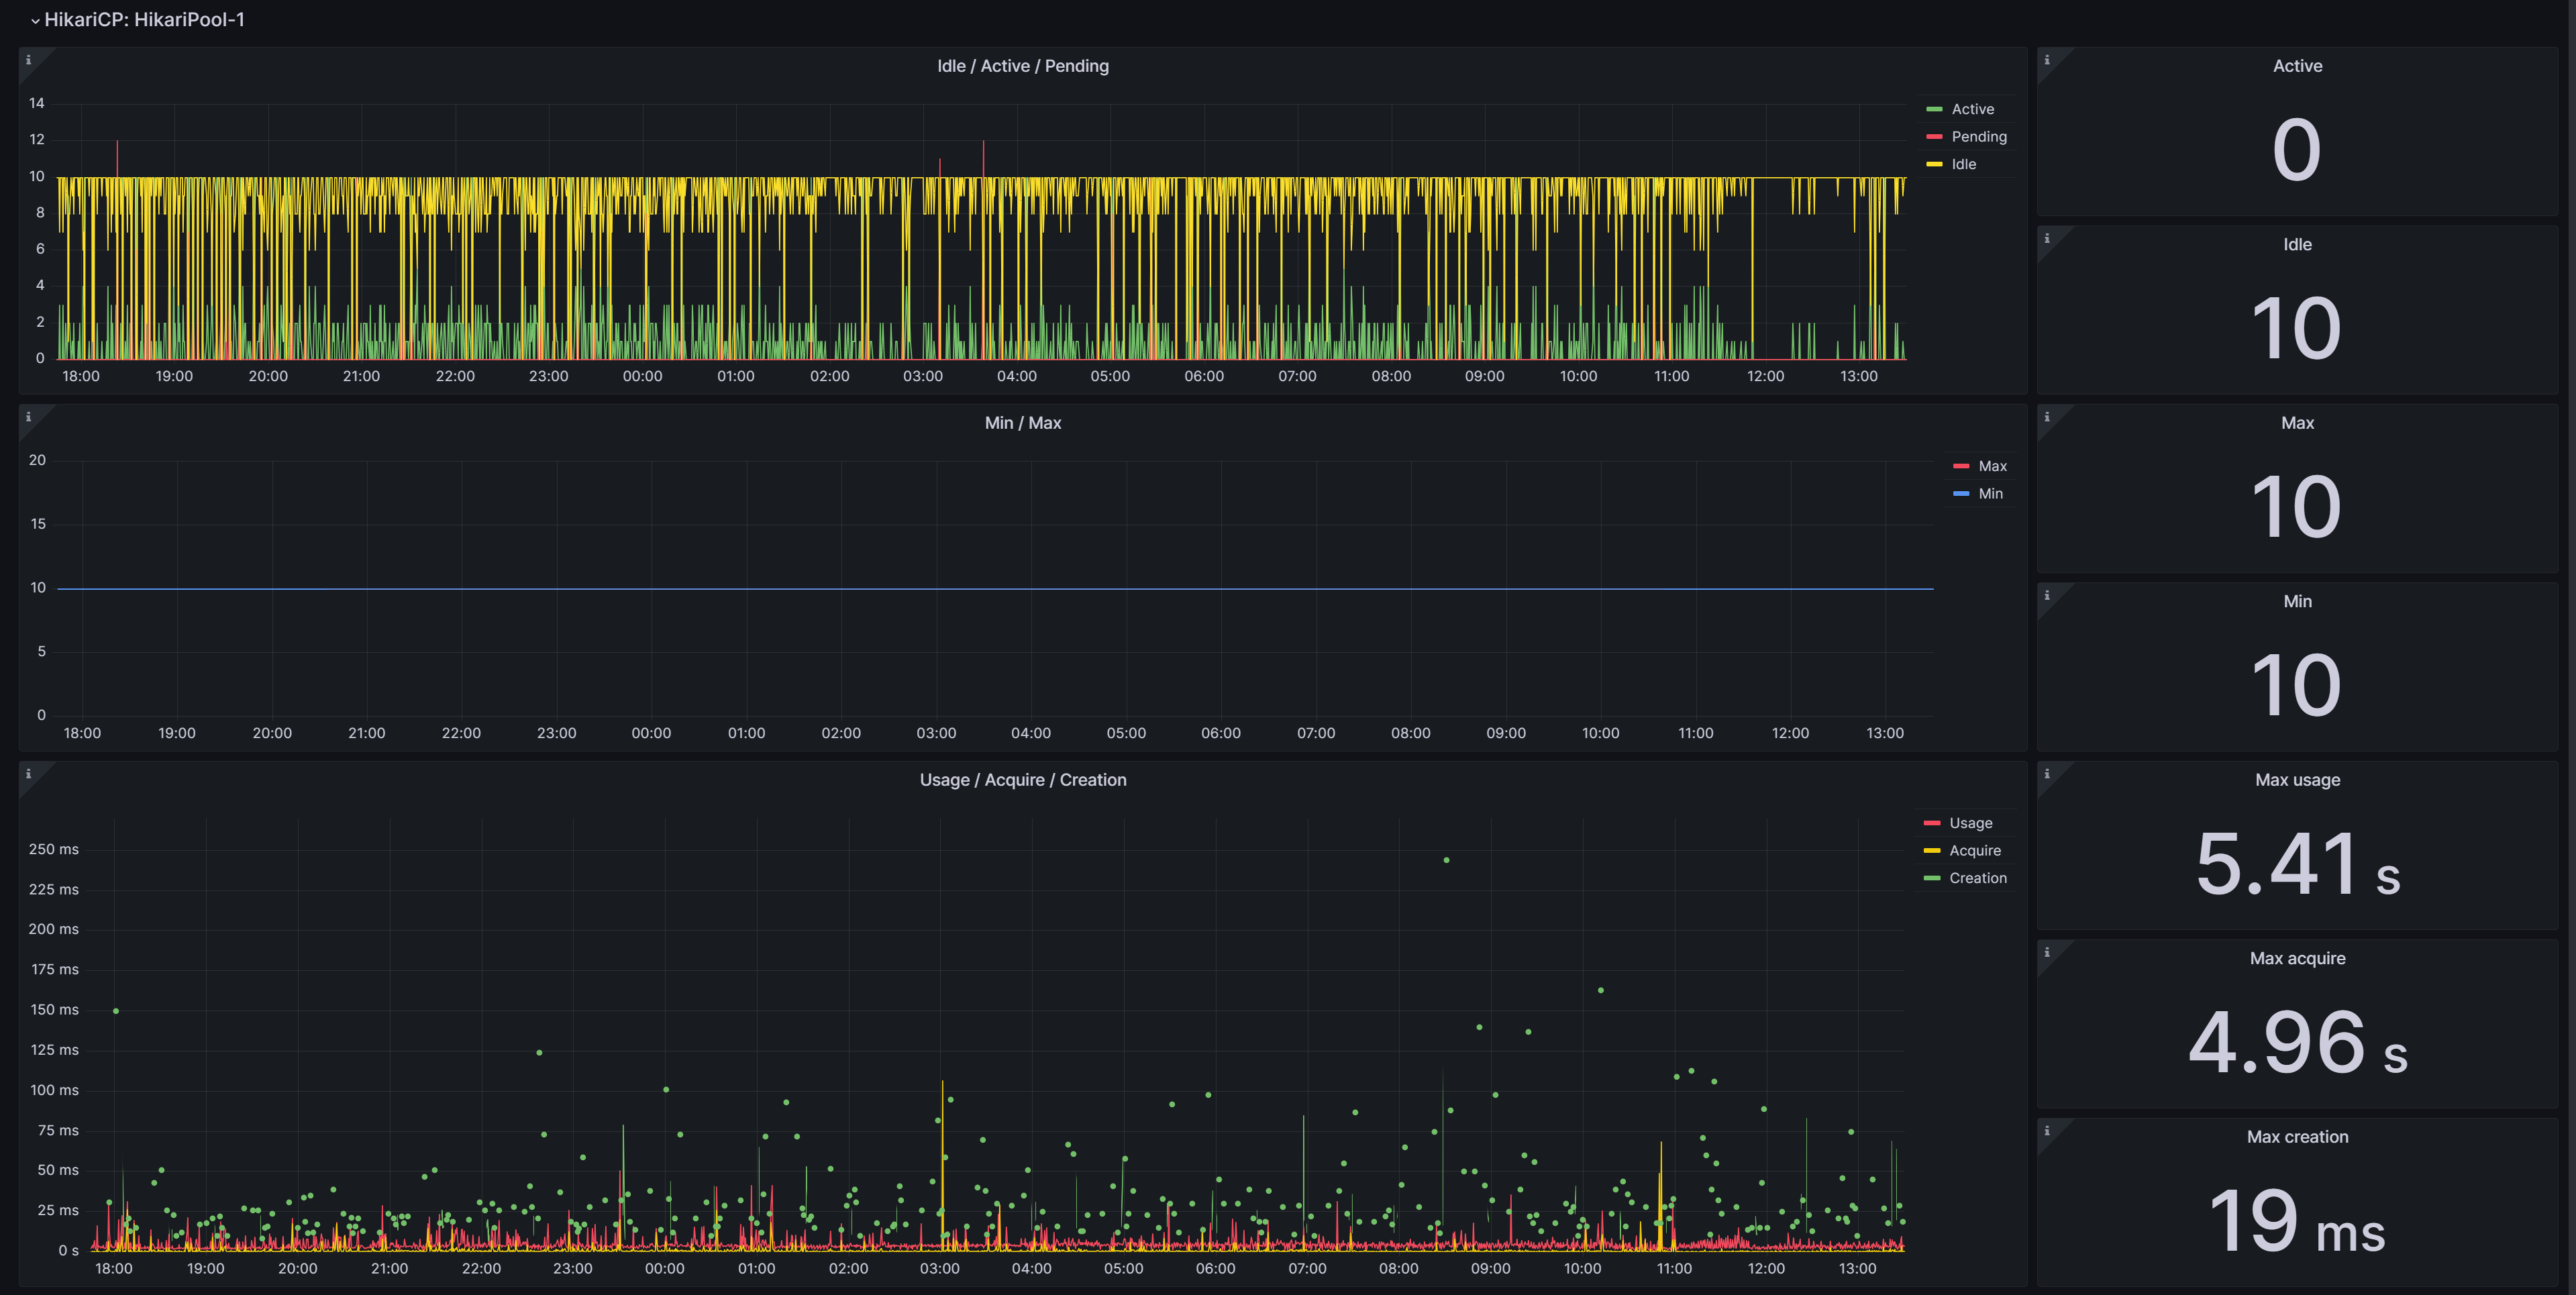 HikariCP: HikariPool-1
Idle / Active / Pending
14
12
10
8
6
4
2
0
18:00 19:00 20:00 21:00 22:00 23:00 00:00 01:00 02:00 03:00 04:00 05:00 06:00 07:00 08:00 09:00 10:00 11:00 12:00 13:00
Active
Pending
Idle
Active
0
Idle
10
Min / Max
20
15
10
5
0
18:00 19:00 20:00 21:00 22:00 23:00 00:00 01:00 02:00 03:00 04:00 05:00 06:00 07:00 08:00 09:00 10:00 11:00 12:00 13:00
Max
Min
Max
10
Min
10
Usage / Acquire / Creation
250 ms
225 ms
200 ms
175 ms
150 ms
125 ms
100 ms
75 ms
50 ms
25 ms
0 s
18:00 19:00 20:00 21:00 22:00 23:00 00:00 01:00 02:00 03:00 04:00 05:00 06:00 07:00 08:00 09:00 10:00 11:00 12:00 13:00
Usage
Acquire
Creation
Max usage
5.41 s
Max acquire
4.96 s
Max creation
19 ms